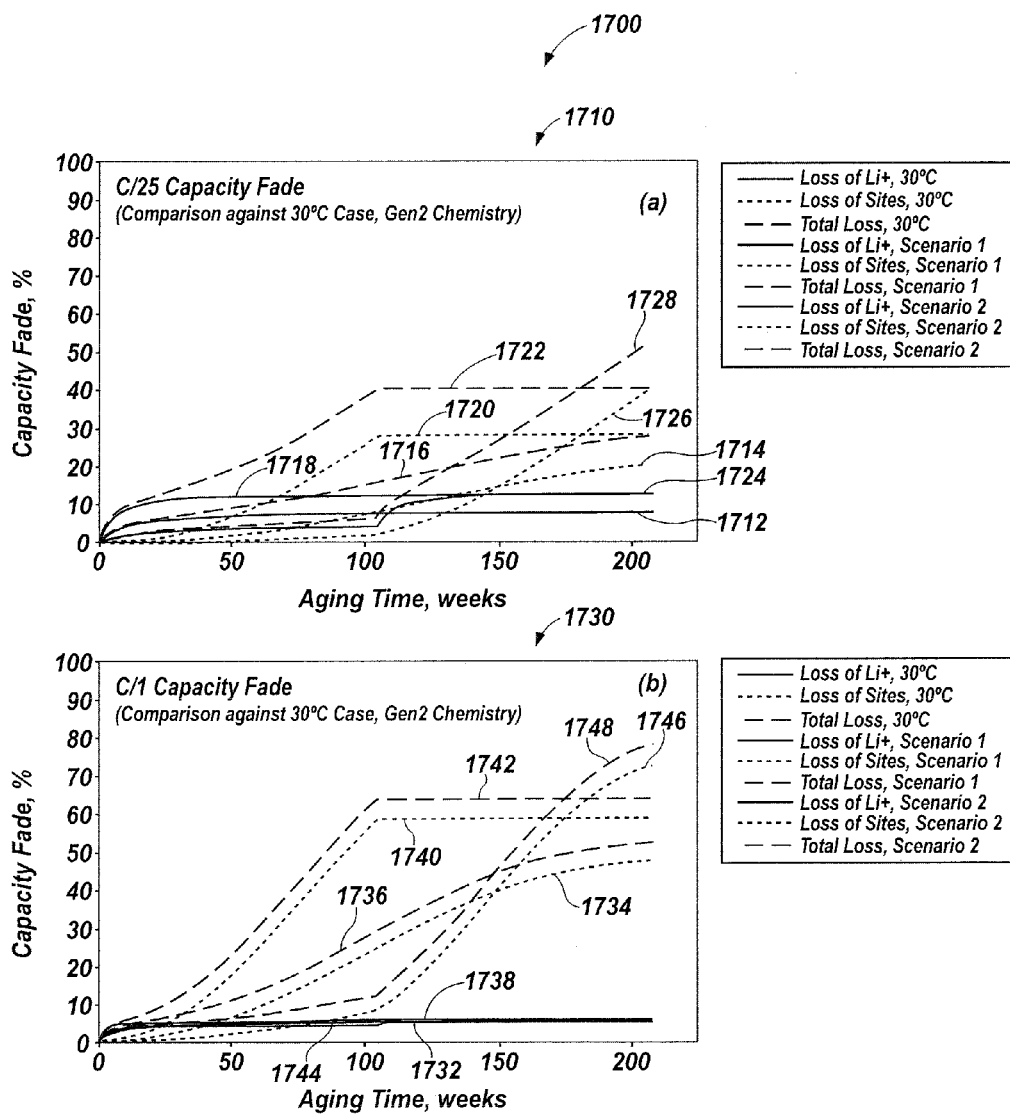 1700
1710
100
90
80
70
60
50
40
30
20
10
0
Capacity Fade, %
C/25 Capacity Fade
(Comparison against 30ºC Case, Gen2 Chemistry)
(a)
1728
1722
1720
1726
1718
1716
1714
1724
1712
0
50
100
150
200
Aging Time, weeks
Loss of Li+, 30ºC
Loss of Sites, 30ºC
Total Loss, 30ºC
Loss of Li+, Scenario 1
Loss of Sites, Scenario 1
Total Loss, Scenario 1
Loss of Li+, Scenario 2
Loss of Sites, Scenario 2
Total Loss, Scenario 2
1730
100
90
80
70
60
50
40
30
20
10
0
Capacity Fade, %
C/1 Capacity Fade
(Comparison against 30ºC Case, Gen2 Chemistry)
(b)
1748
1746
1742
1740
1736
1734
1738
1744
1732
0
50
100
150
200
Aging Time, weeks
Loss of Li+, 30ºC
Loss of Sites, 30ºC
Total Loss, 30ºC
Loss of Li+, Scenario 1
Loss of Sites, Scenario 1
Total Loss, Scenario 1
Loss of Li+, Scenario 2
Loss of Sites, Scenario 2
Total Loss, Scenario 2